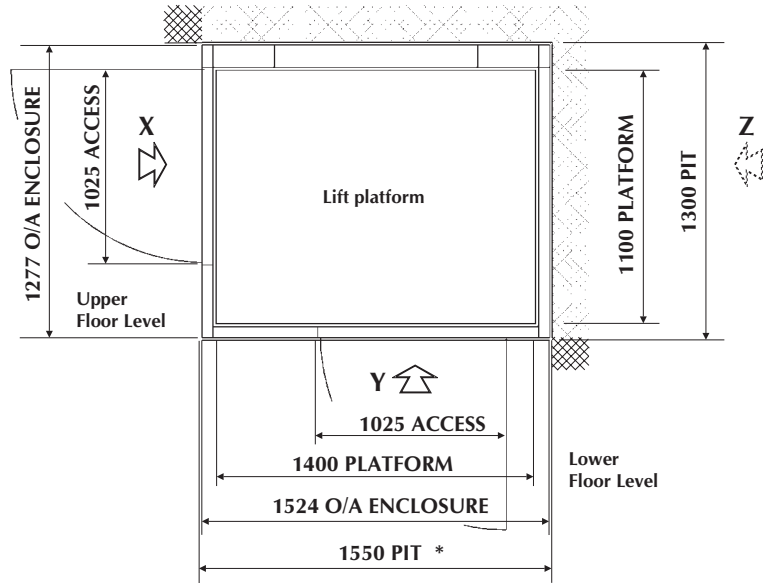 1277 O/A ENCLOSURE
1025 ACCESS
X
Lift platform
1100 PLATFORM
1300 PIT
Z
Upper
Floor Level
Y
1025 ACCESS
1400 PLATFORM
Lower
Floor Level
1524 O/A ENCLOSURE
1550 PIT *